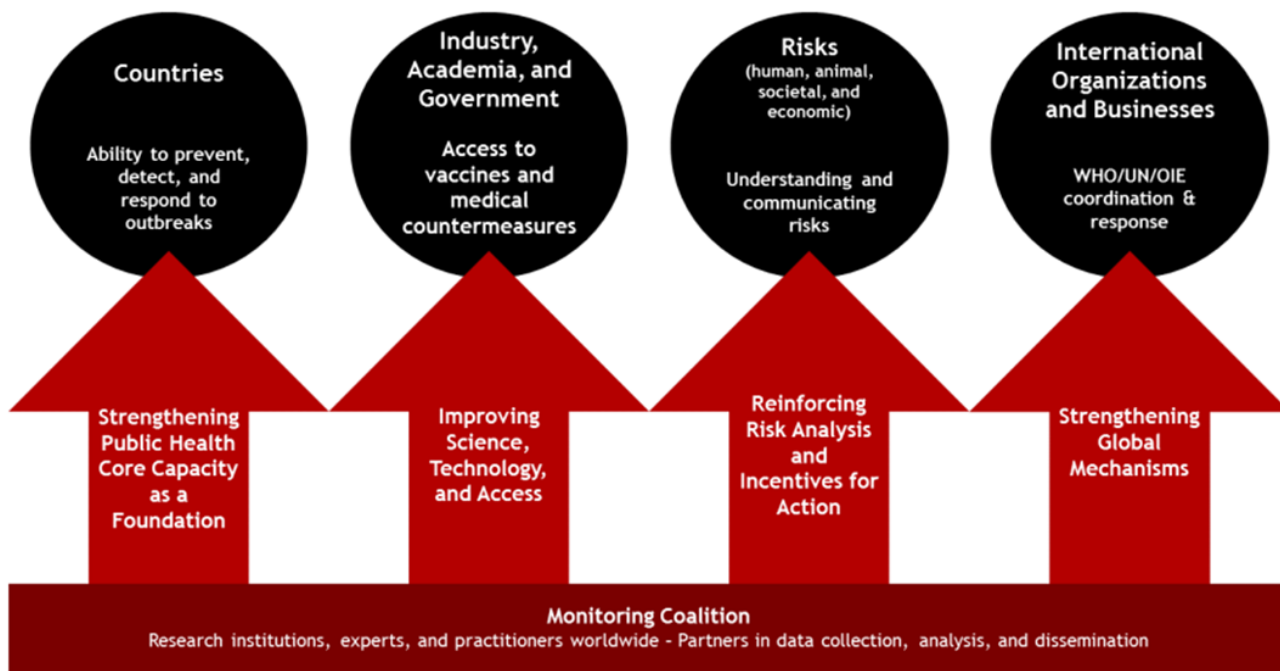 Countries
Ability to prevent,
detect, and
respond to
outbreaks
Industry,
Academia, and
Government
Access to
vaccines and
medical
countermeasures
Risks
(human, animal,
societal, and
economic)
Understanding and
communicating
risks
International
Organizations
and Businesses
WHO/UN/OIE
coordination &
response
Strengthening
Public Health
Core Capacity
as a
Foundation
Improving
Science,
Technology,
and Access
Reinforcing
Risk Analysis
and
Incentives for
Action
Strengthening
Global
Mechanisms
Monitoring Coalition
Research institutions, experts, and practitioners worldwide - Partners in data collection, analysis, and dissemination